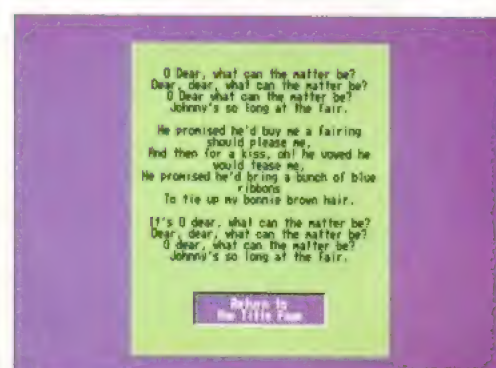 O Dear, what can the matter be?
Dear, dear, what can the matter be?
O Dear what can the matter be?
Johnny's so long at the fair.
He promised he'd buy me a fairing
should please me,
And then for a kiss, oh! he vowed he
would tease me,
He promised he'd bring a bunch of blue
ribbons
To tie up my bonnie brown hair.
It's O dear, what can the matter be?
Dear, dear, what can the matter be?
O dear, what can the matter be?
Johnny's so long at the fair.
Return to
the Title Page